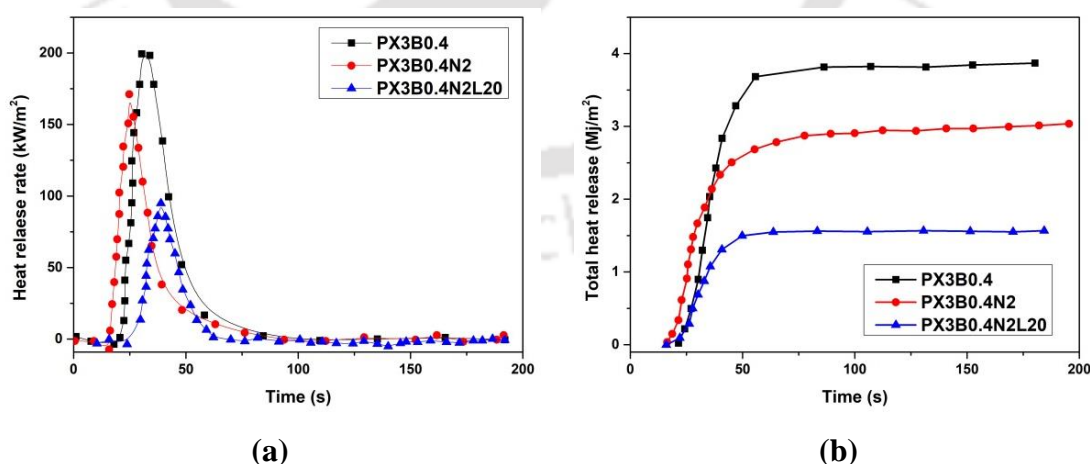 PX3B0.4
PX3B0.4N2
PX3B0.4N2L20
Heat relaese rate (kW/m²)
200
150
100
50
0
0 50 100 150 200
Time (s)
(a)
Total heat release (Mj/m²)
4
3
2
1
0
PX3B0.4
PX3B0.4N2
PX3B0.4N2L20
0 50 100 150 200
Time (s)
(b)